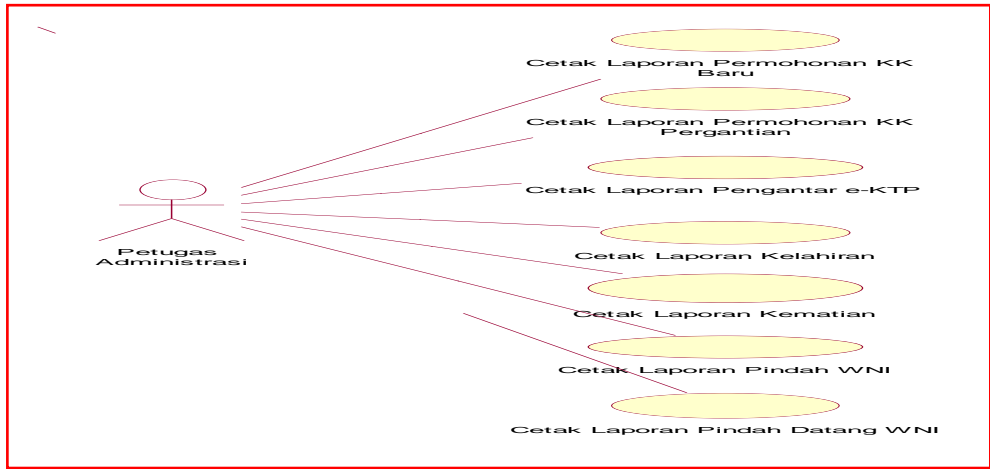 Cetak Laporan Permohonan KK
Baru
Cetak Laporan Permohonan KK
Pergantian
Cetak Laporan Pengantar e-KTP
Petugas
Administrasi
Cetak Laporan Kelahiran
Cetak Laporan Kematian
Cetak Laporan Pindah WNI
Cetak Laporan Pindah Datang WNI